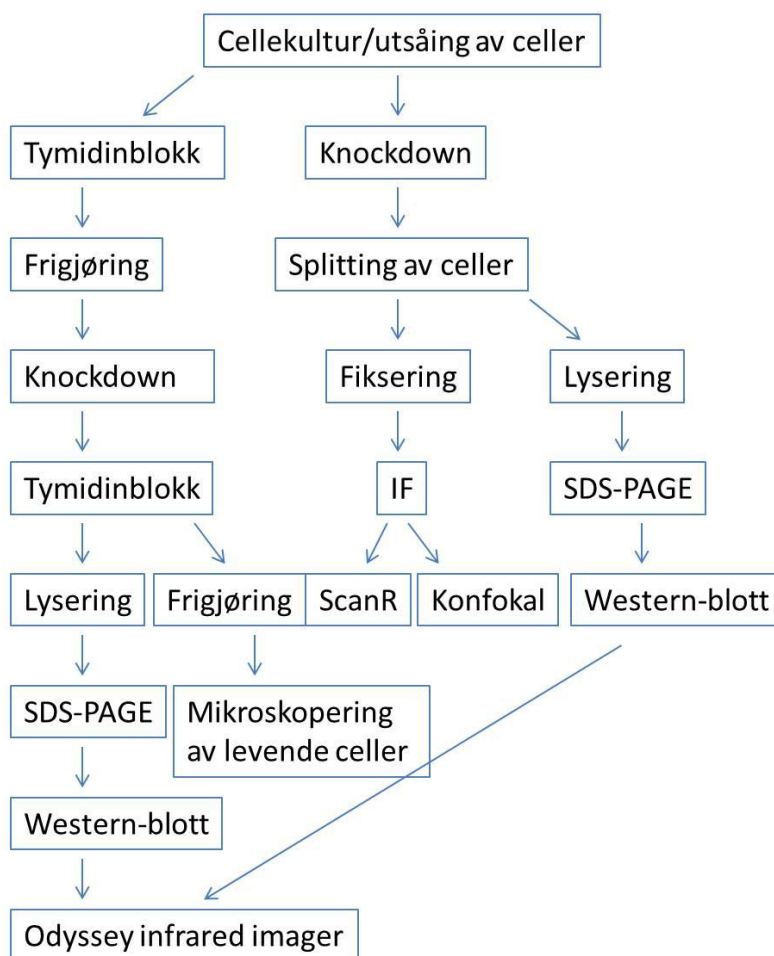 Cellekultur/utsåing av celler
Tymidinblokk
Knockdown
Frigjøring
Splitting av celler
Knockdown
Fiksering
Lysering
Tymidinblokk
IF
SDS-PAGE
Lysering
Frigjøring
ScanR
Konfokal
Western-blott
SDS-PAGE
Mikroskopering
av levende celler
Western-blott
Odyssey infrared imager